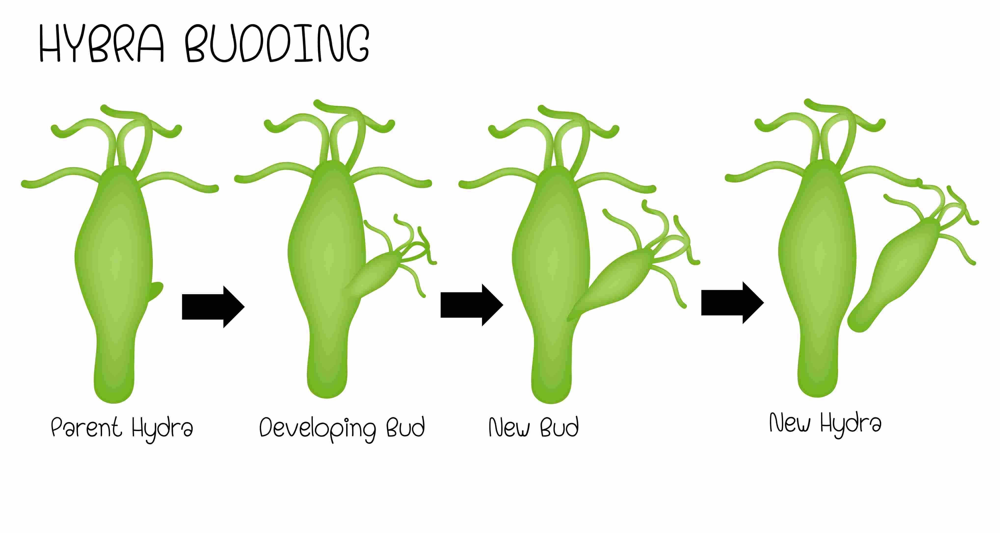 HYBRA BUDDING
Parent Hydra
Developing Bud
New Bud
New Hydra